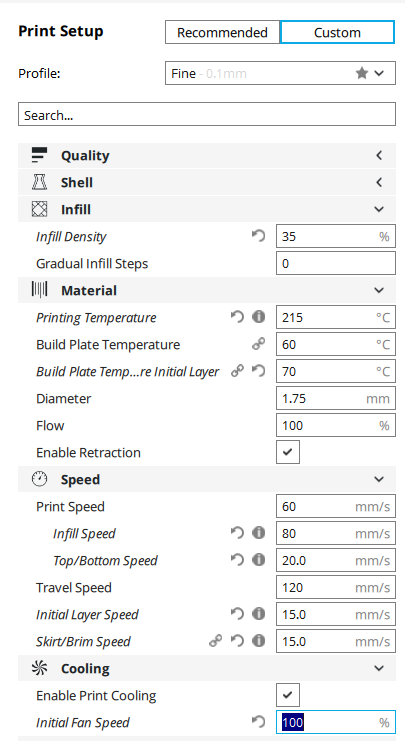 Print Setup
Recommended Custom
Profile: Fine - 0.1mm
Search...
Quality
Shell
Infill
Infill Density 35 %
Gradual Infill Steps 0
Material
Printing Temperature 215 °C
Build Plate Temperature 60 °C
Build Plate Temp...re Initial Layer 70 °C
Diameter 1.75 mm
Flow 100 %
Enable Retraction
Speed
Print Speed 60 mm/s
Infill Speed 80 mm/s
Top/Bottom Speed 20.0 mm/s
Travel Speed 120 mm/s
Initial Layer Speed 15.0 mm/s
Skirt/Brim Speed 15.0 mm/s
Cooling
Enable Print Cooling
Initial Fan Speed 100 %